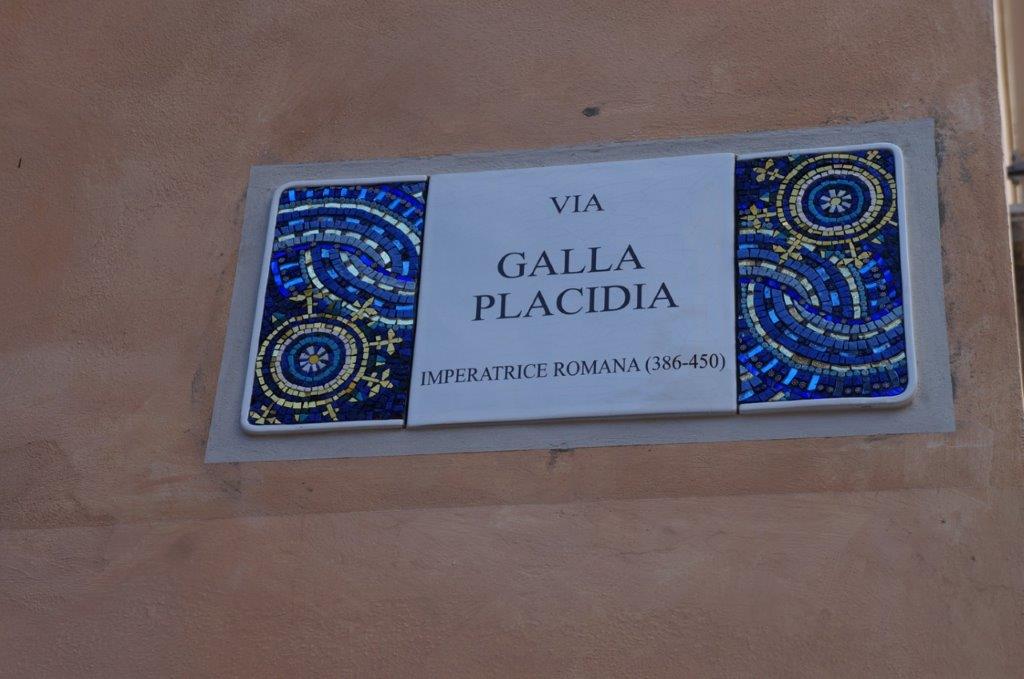 VIA
GALLA
PLACIDIA
IMPERATRICE ROMANA (386-450)